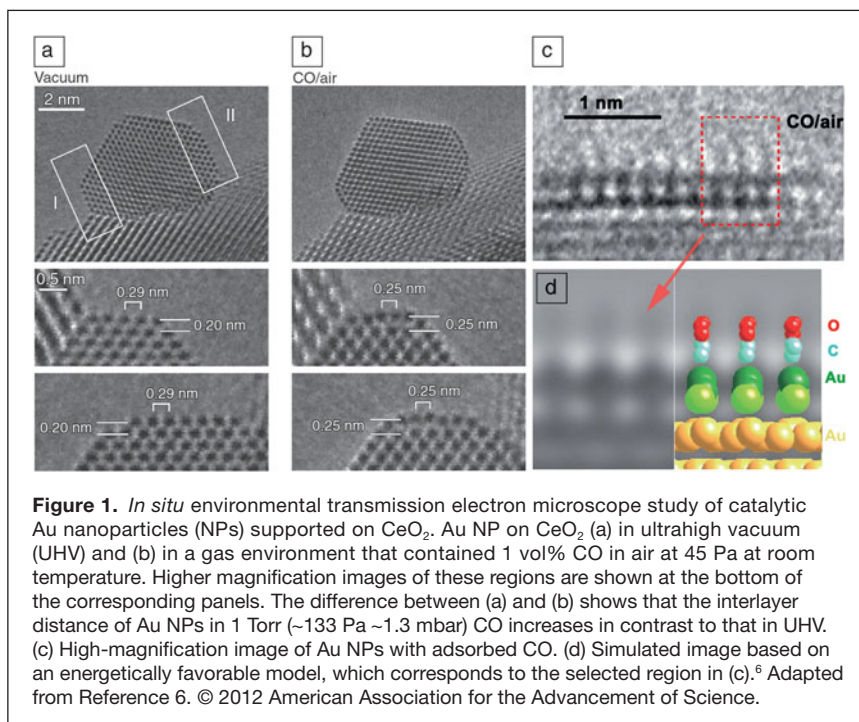 a
Vacuum
2 nm
I
II
0.5 nm
0.29 nm
0.20 nm
0.29 nm
0.20 nm
b
CO/air
0.25 nm
0.25 nm
0.25 nm
0.25 nm
c
1 nm
CO/air
d
O
C
Au
Au
Figure 1. In situ environmental transmission electron microscope study of catalytic
Au nanoparticles (NPs) supported on CeO₂. Au NP on CeO₂ (a) in ultrahigh vacuum
(UHV) and (b) in a gas environment that contained 1 vol% CO in air at 45 Pa at room
temperature. Higher magnification images of these regions are shown at the bottom of
the corresponding panels. The difference between (a) and (b) shows that the interlayer
distance of Au NPs in 1 Torr (~133 Pa ~1.3 mbar) CO increases in contrast to that in UHV.
(c) High-magnification image of Au NPs with adsorbed CO. (d) Simulated image based on
an energetically favorable model, which corresponds to the selected region in (c).⁶ Adapted
from Reference 6. © 2012 American Association for the Advancement of Science.